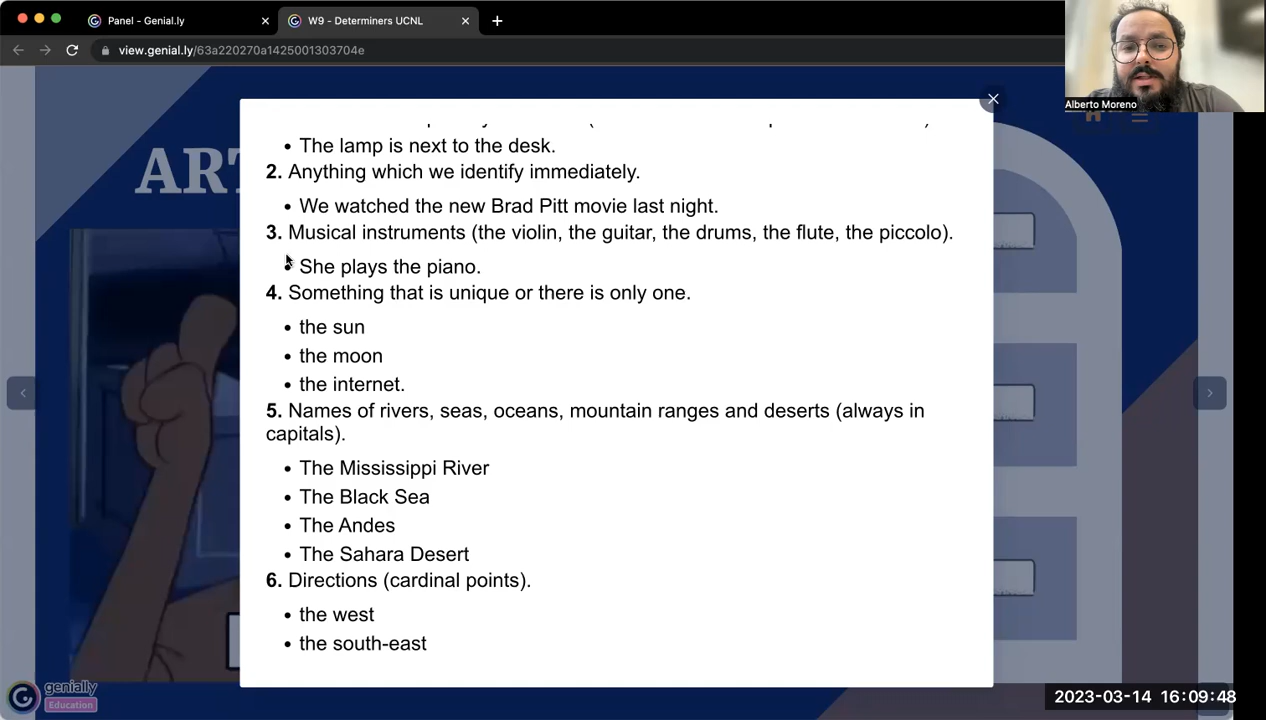 Panel - Genial.ly
W9 - Determiners UCNL
view.genial.ly/63a220270a1425001303704e
Alberto Moreno
ART
The lamp is next to the desk.
2. Anything which we identify immediately.
We watched the new Brad Pitt movie last night.
3. Musical instruments (the violin, the guitar, the drums, the flute, the piccolo).
She plays the piano.
4. Something that is unique or there is only one.
the sun
the moon
the internet.
5. Names of rivers, seas, oceans, mountain ranges and deserts (always in
capitals).
The Mississippi River
The Black Sea
The Andes
The Sahara Desert
6. Directions (cardinal points).
the west
the south-east
genially
Education
2023-03-14 16:09:48